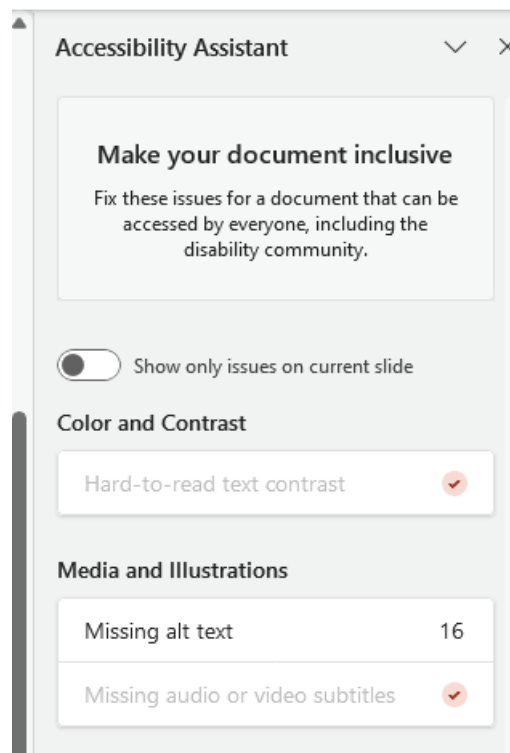 Accessibility Assistant
Make your document inclusive
Fix these issues for a document that can be
accessed by everyone, including the
disability community.
Show only issues on current slide
Color and Contrast
Hard-to-read text contrast
Media and Illustrations
Missing alt text 16
Missing audio or video subtitles